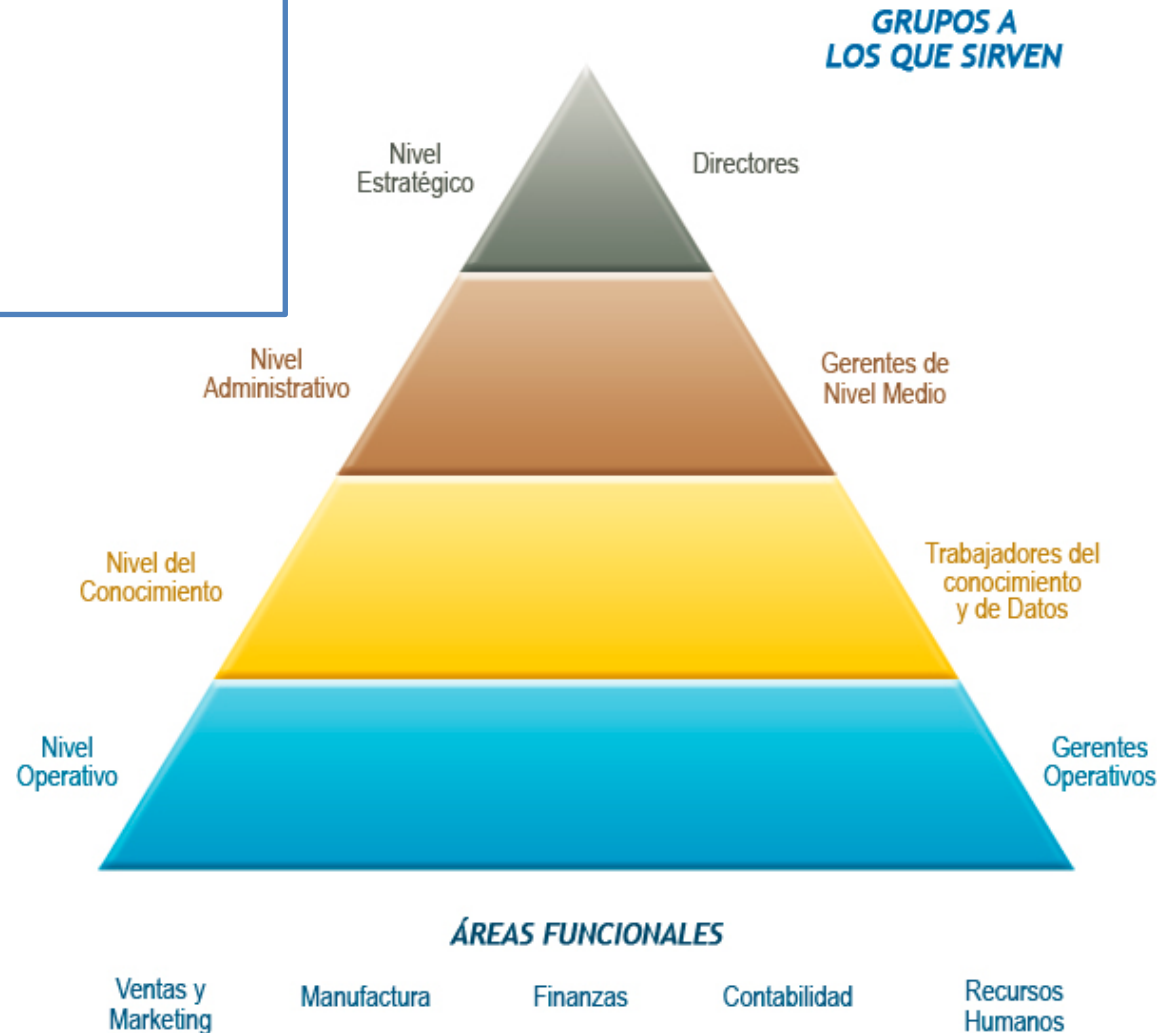 GRUPOS A
LOS QUE SIRVEN
Nivel
Estratégico
Directores
Nivel
Administrativo
Gerentes de
Nivel Medio
Nivel del
Conocimiento
Trabajadores del
conocimiento
y de Datos
Nivel
Operativo
Gerentes
Operativos
ÁREAS FUNCIONALES
Ventas y
Marketing
Manufactura
Finanzas
Contabilidad
Recursos
Humanos